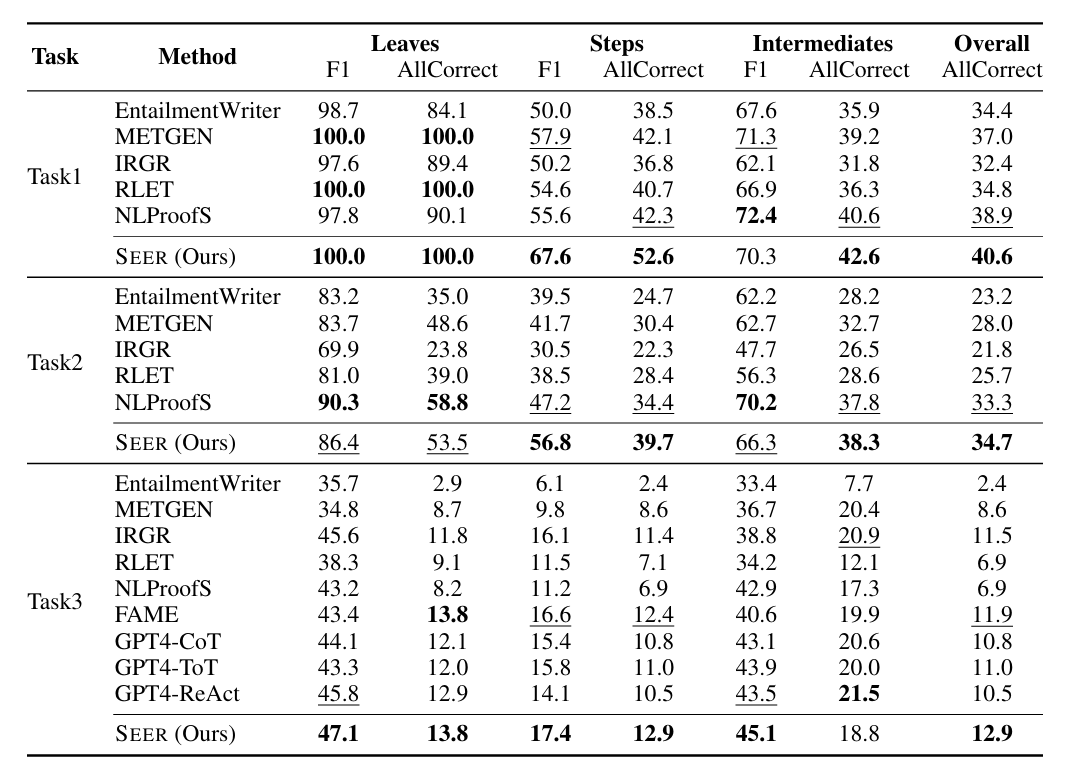 Task Method Leaves Steps Intermediates Overall
F1 AllCorrect F1 AllCorrect F1 AllCorrect AllCorrect
Task1
EntailmentWriter 98.7 84.1 50.0 38.5 67.6 35.9 34.4
METGEN 100.0 100.0 57.9 42.1 71.3 39.2 37.0
IRGR 97.6 89.4 50.2 36.8 62.1 31.8 32.4
RLET 100.0 100.0 54.6 40.7 66.9 36.3 34.8
NLProofS 97.8 90.1 55.6 42.3 72.4 40.6 38.9
SEER (Ours) 100.0 100.0 67.6 52.6 70.3 42.6 40.6
Task2
EntailmentWriter 83.2 35.0 39.5 24.7 62.2 28.2 23.2
METGEN 83.7 48.6 41.7 30.4 62.7 32.7 28.0
IRGR 69.9 23.8 30.5 22.3 47.7 26.5 21.8
RLET 81.0 39.0 38.5 28.4 56.3 28.6 25.7
NLProofS 90.3 58.8 47.2 34.4 70.2 37.8 33.3
SEER (Ours) 86.4 53.5 56.8 39.7 66.3 38.3 34.7
Task3
EntailmentWriter 35.7 2.9 6.1 2.4 33.4 7.7 2.4
METGEN 34.8 8.7 9.8 8.6 36.7 20.4 8.6
IRGR 45.6 11.8 16.1 11.4 38.8 20.9 11.5
RLET 38.3 9.1 11.5 7.1 34.2 12.1 6.9
NLProofS 43.2 8.2 11.2 6.9 42.9 17.3 6.9
FAME 43.4 13.8 16.6 12.4 40.6 19.9 11.9
GPT4-CoT 44.1 12.1 15.4 10.8 43.1 20.6 10.8
GPT4-ToT 43.3 12.0 15.8 11.0 43.9 20.0 11.0
GPT4-ReAct 45.8 12.9 14.1 10.5 43.5 21.5 10.5
SEER (Ours) 47.1 13.8 17.4 12.9 45.1 18.8 12.9